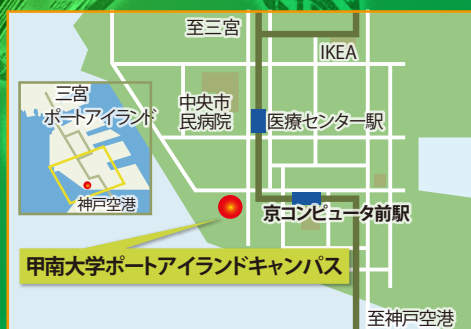 至三宮
IKEA
三宮
ポートアイランド
中央市
民病院
医療センター駅
神戸空港
京コンピュータ前駅
甲南大学ポートアイランドキャンパス
至神戸空港